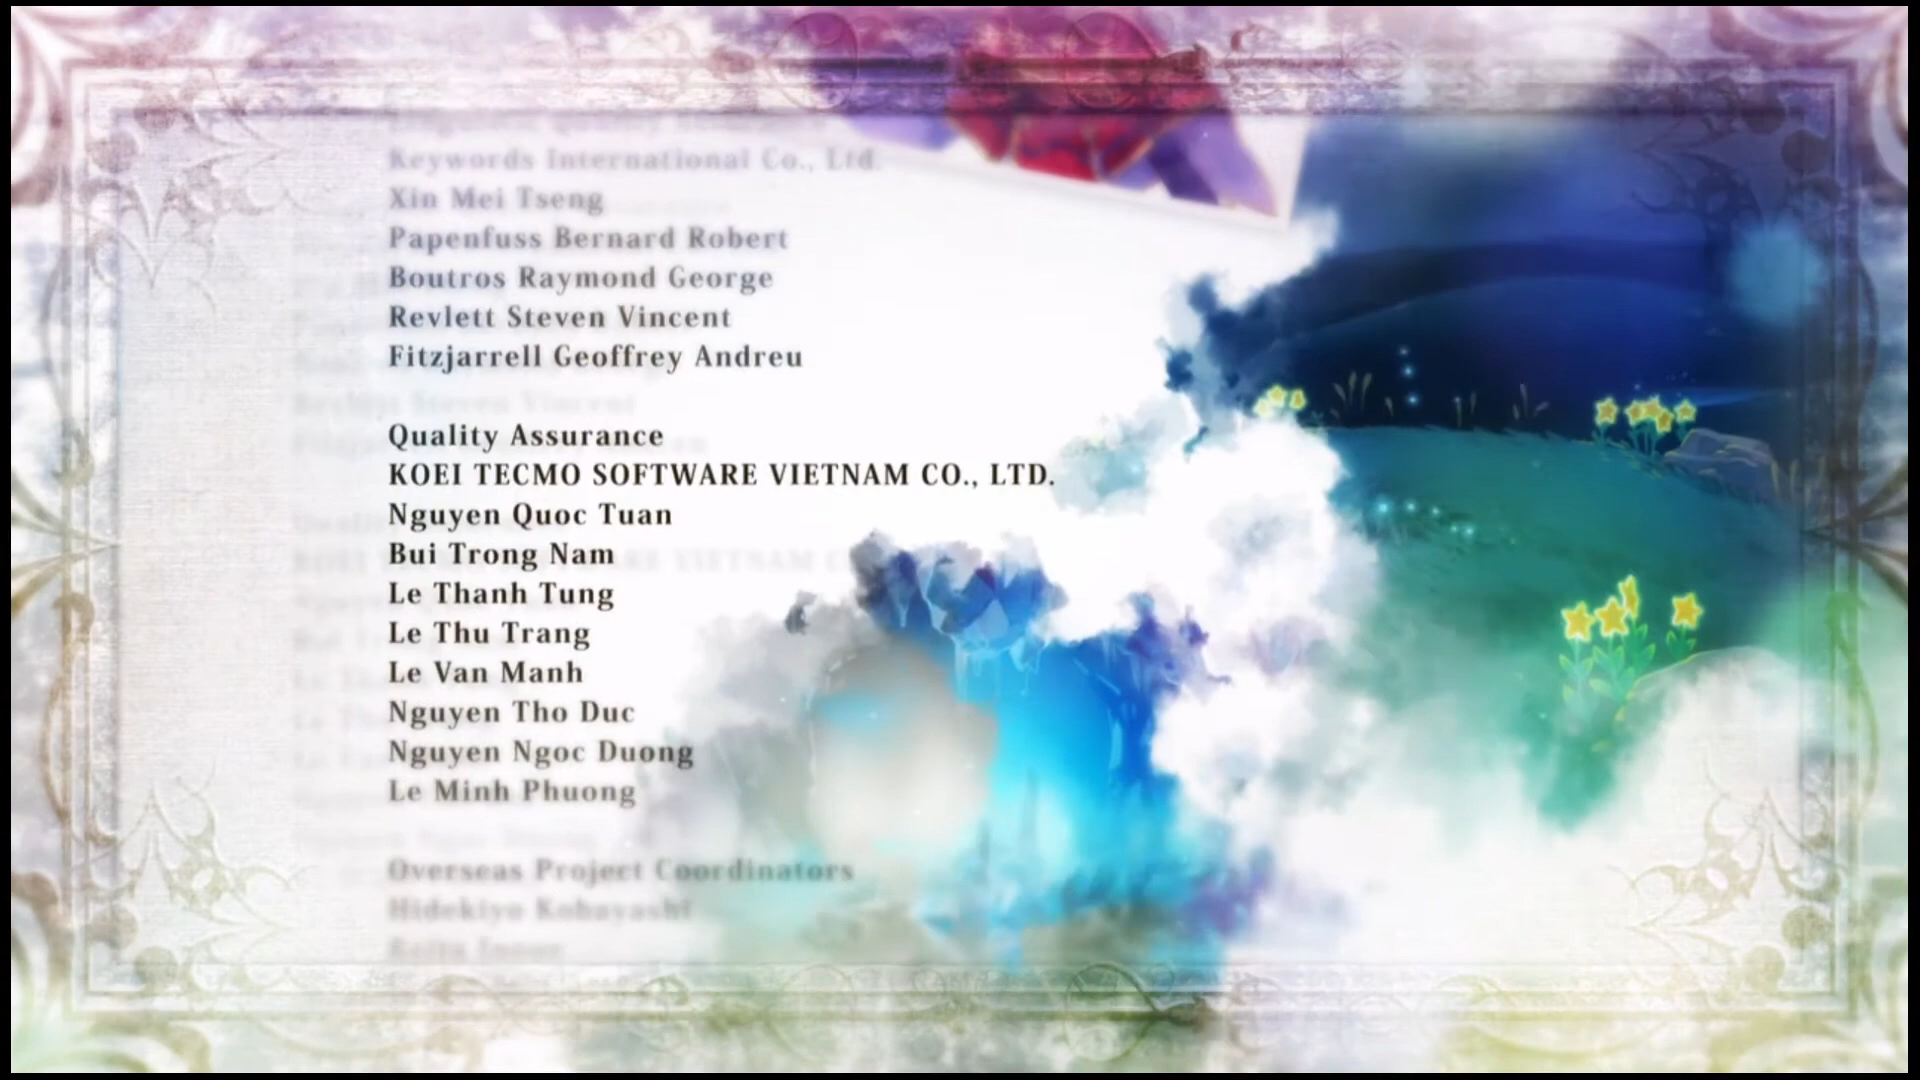 Keywords International Co., Ltd.
Xin Mei Tseng
Papenfuss Bernard Robert
Boutros Raymond George
Revlett Steven Vincent
Fitzjarrell Geoffrey Andreu
Quality Assurance
KOEI TECMO SOFTWARE VIETNAM CO., LTD.
Nguyen Quoc Tuan
Bui Trong Nam
Le Thanh Tung
Le Thu Trang
Le Van Manh
Nguyen Tho Duc
Nguyen Ngoc Duong
Le Minh Phuong
Overseas Project Coordinators
Hidekiyo Kobayashi